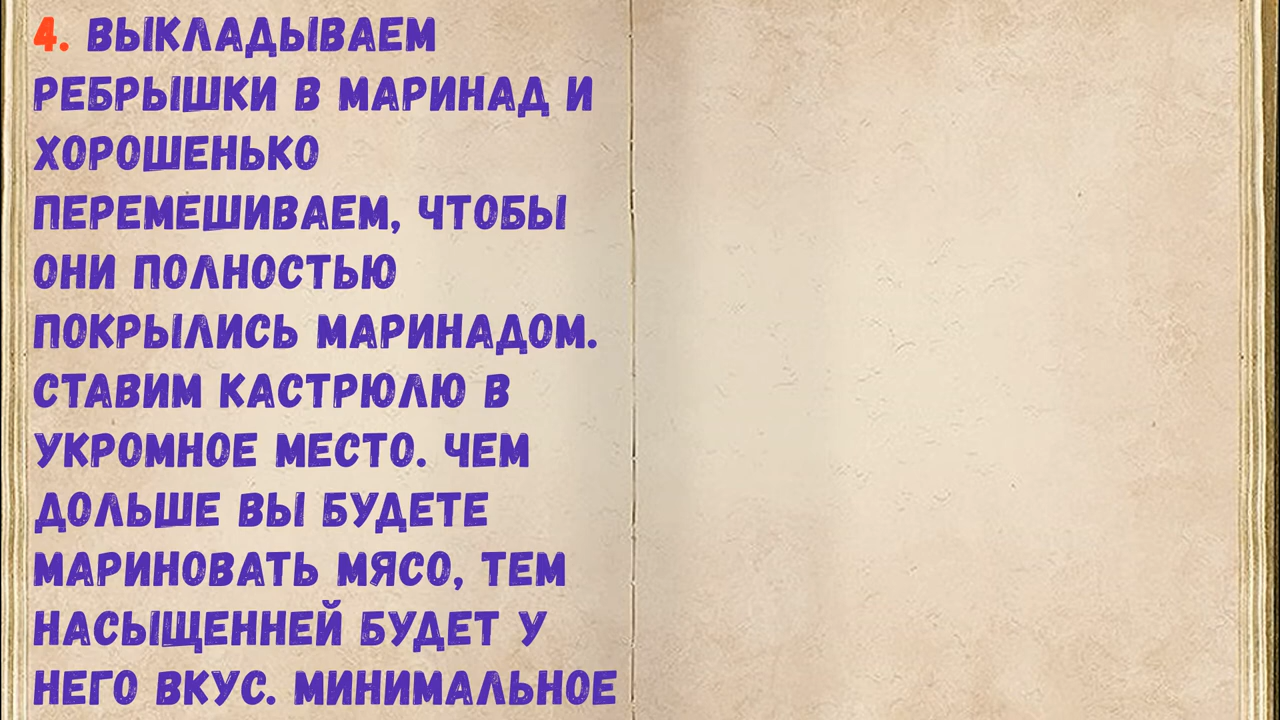 4. ВЫКЛАДЫВАЕМ
РЕБРЫШКИ В МАРИНАД И
ХОРОШЕНЬКО
ПЕРЕМЕШИВАЕМ, ЧТОБЫ
ОНИ ПОЛНОСТЬЮ
ПОКРЫЛИСЬ МАРИНАДОМ.
СТАВИМ КАСТРЮЛЮ В
УКРОМНОЕ МЕСТО. ЧЕМ
ДОЛЬШЕ ВЫ БУДЕТЕ
МАРИНОВАТЬ МЯСО, ТЕМ
НАСЫЩЕННЕЙ БУДЕТ У
НЕГО ВКУС. МИНИМАЛЬНОЕ